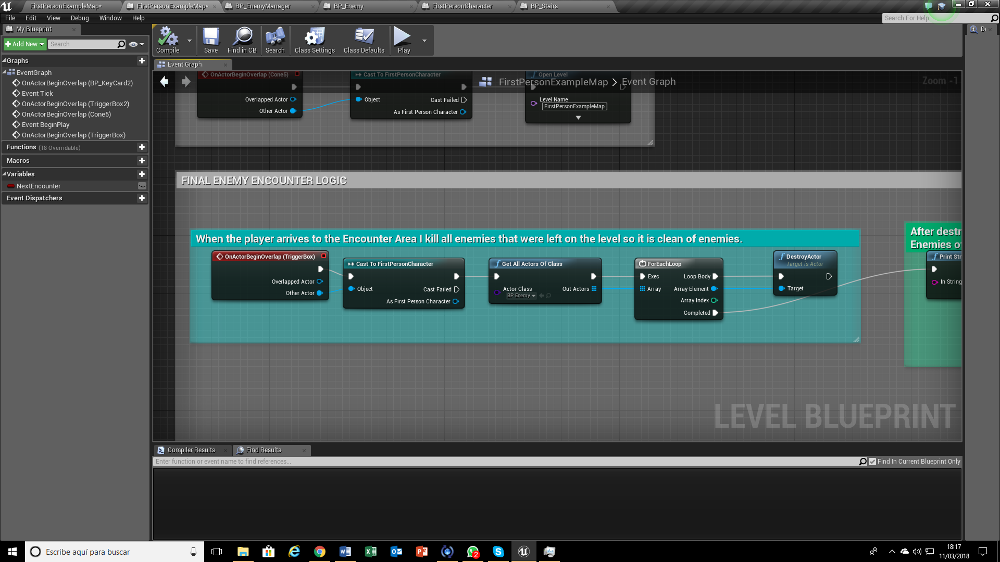 FirstPersonExampleMap*
FirstPersonExampleMap*
BP_EnemyManager
BP_Enemy
FirstPersonCharacter
BP_Stairs
File Edit View Debug Window Help
Search For Help
My Blueprint
Add New
Search
Compile
Save
Find in CB
Search
Class Settings
Class Defaults
Play
Graphs
EventGraph
OnActorBeginOverlap (BP_KeyCard2)
Event Tick
OnActorBeginOverlap (TriggerBox2)
OnActorBeginOverlap (Cone5)
Event BeginPlay
OnActorBeginOverlap (TriggerBox)
Functions (18 Overridable)
Macros
Variables
NextEncounter
Event Dispatchers
Event Graph
FirstPersonExampleMap > Event Graph
Zoom -1
OnActorBeginOverlap (Cone5)
Overlapped Actor
Other Actor
Cast To FirstPersonCharacter
Object
Cast Failed
As First Person Character
Open Level
Level Name
FirstPersonExampleMap
FINAL ENEMY ENCOUNTER LOGIC
When the player arrives to the Encounter Area I kill all enemies that were left on the level so it is clean of enemies.
OnActorBeginOverlap (TriggerBox)
Overlapped Actor
Other Actor
Cast To FirstPersonCharacter
Object
Cast Failed
As First Person Character
Get All Actors Of Class
Actor Class
BP Enemy
Out Actors
ForEachLoop
Exec
Loop Body
Array
Array Element
Array Index
Completed
DestroyActor
Target is Actor
Target
After destr
Enemies o
Print Str
In String
LEVEL BLUEPRINT
Compiler Results
Find Results
Enter function or event name to find references...
Find In Current Blueprint Only
Escribe aquí para buscar
2
18:17
11/03/2018